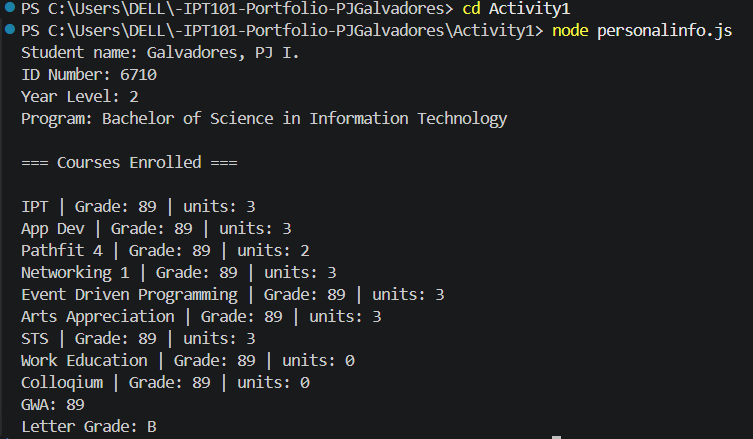 PS C:\Users\DELL\-IPT101-Portfolio-PJGalvadores> cd Activity1
PS C:\Users\DELL\-IPT101-Portfolio-PJGalvadores\Activity1> node personalinfo.js
Student name: Galvadores, PJ I.
ID Number: 6710
Year Level: 2
Program: Bachelor of Science in Information Technology
=== Courses Enrolled ===
IPT | Grade: 89 | units: 3
App Dev | Grade: 89 | units: 3
Pathfit 4 | Grade: 89 | units: 2
Networking 1 | Grade: 89 | units: 3
Event Driven Programming | Grade: 89 | units: 3
Arts Appreciation | Grade: 89 | units: 3
STS | Grade: 89 | units: 3
Work Education | Grade: 89 | units: 0
Colloqium | Grade: 89 | units: 0
GWA: 89
Letter Grade: B